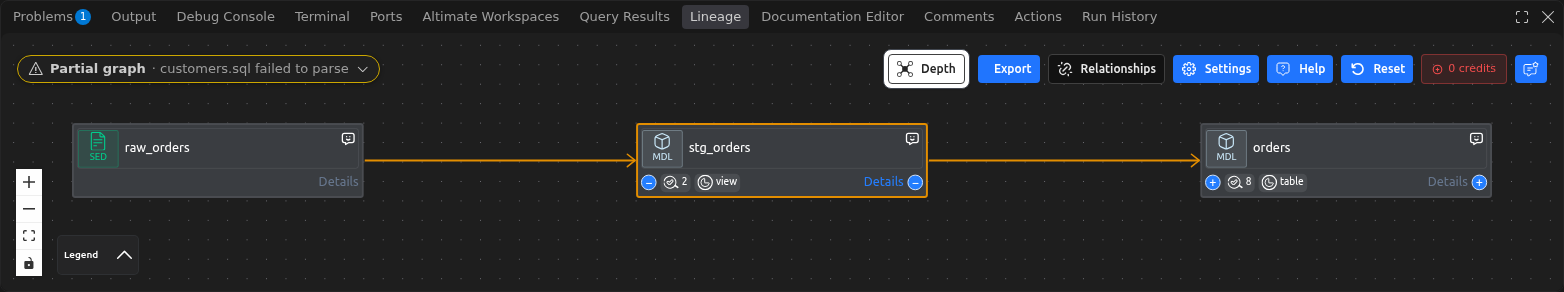 Problems 1 Output Debug Console Terminal Ports Altimate Workspaces Query Results Lineage Documentation Editor Comments Actions Run History
Partial graph · customers.sql failed to parse
Depth Export Relationships Settings Help Reset 0 credits
SED raw_orders
Details
MDL stg_orders
2 view Details
MDL orders
8 table Details
Legend